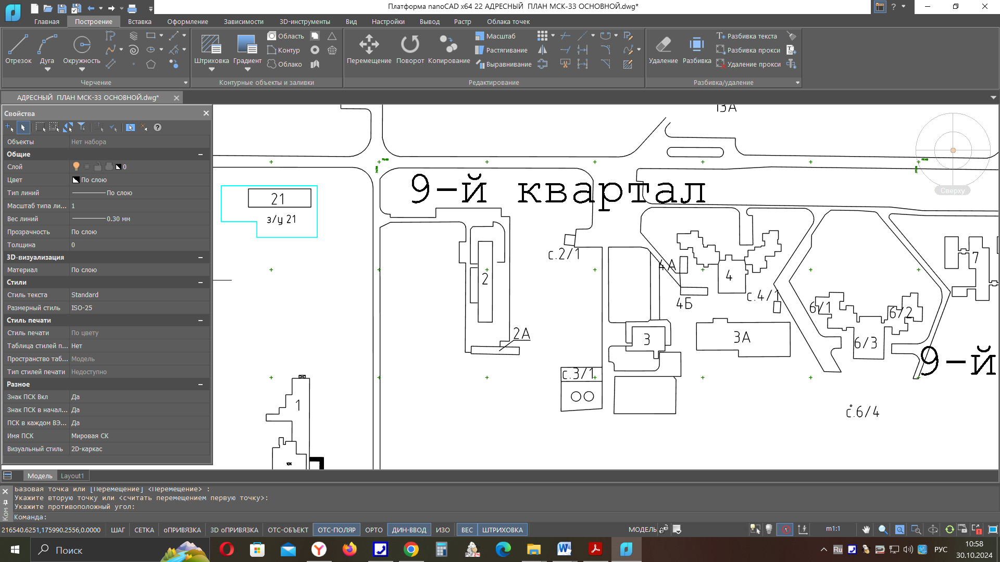 Платформа nanoCAD x64 22 АДРЕСНЫЙ ПЛАН МСК-33 ОСНОВНОЙ.dwg*
Главная Построение Вставка Оформление Зависимости 3D-инструменты Вид Настройки Вывод Растр Облака точек
Отрезок Дуга Окружность
Черчение
Штриховка Градиент Область Контур Облако
Контурные объекты и заливки
Перемещение Поворот Копирование Масштаб Растягивание Выравнивание
Редактирование
Удаление Разбивка Разбивка текста Разбивка прокси Удаление прокси
Разбивка/удаление
АДРЕСНЫЙ ПЛАН МСК-33 ОСНОВНОЙ.dwg*
Свойства
Объекты Нет набора
Общие
Слой 0
Цвет По слою
Тип линий По слою
Масштаб типа ли... 1
Вес линий 0.30 мм
Прозрачность По слою
Толщина 0
3D-визуализация
Материал По слою
Стили
Стиль текста Standard
Размерный стиль ISO-25
Стиль печати
Стиль печати По цвету
Таблица стилей п... Нет
Пространство таб... Модель
Тип стилей печати Недоступно
Разное
Знак ПСК Вкл Да
Знак ПСК в начал... Да
ПСК в каждом ВЭ... Да
Имя ПСК Мировая СК
Визуальный стиль 2D-каркас
13А
Сверху
9-й квартал
21
з/у 21
с.2/1
2
2А
4А
4
4Б
с.4/1
7
6/1
6/2
6/3
3
3А
9-й
с.3/1
с.6/4
1
10К
Модель Layout1
Базовая точка или [Перемещение] <Перемещение> :
Укажите вторую точку или <считать перемещением первую точку>:
Укажите противоположный угол:
Команда:
Ком
216540.6251,175990.2556,0.0000 ШАГ СЕТКА оПРИВЯЗКА 3D оПРИВЯЗКА ОТС-ОБЪЕКТ ОТС-ПОЛЯР ОРТО ДИН-ВВОД ИЗО ВЕС ШТРИХОВКА МОДЕЛЬ m1:1
Поиск
PDF24
Ru
РУС
10:58
30.10.2024